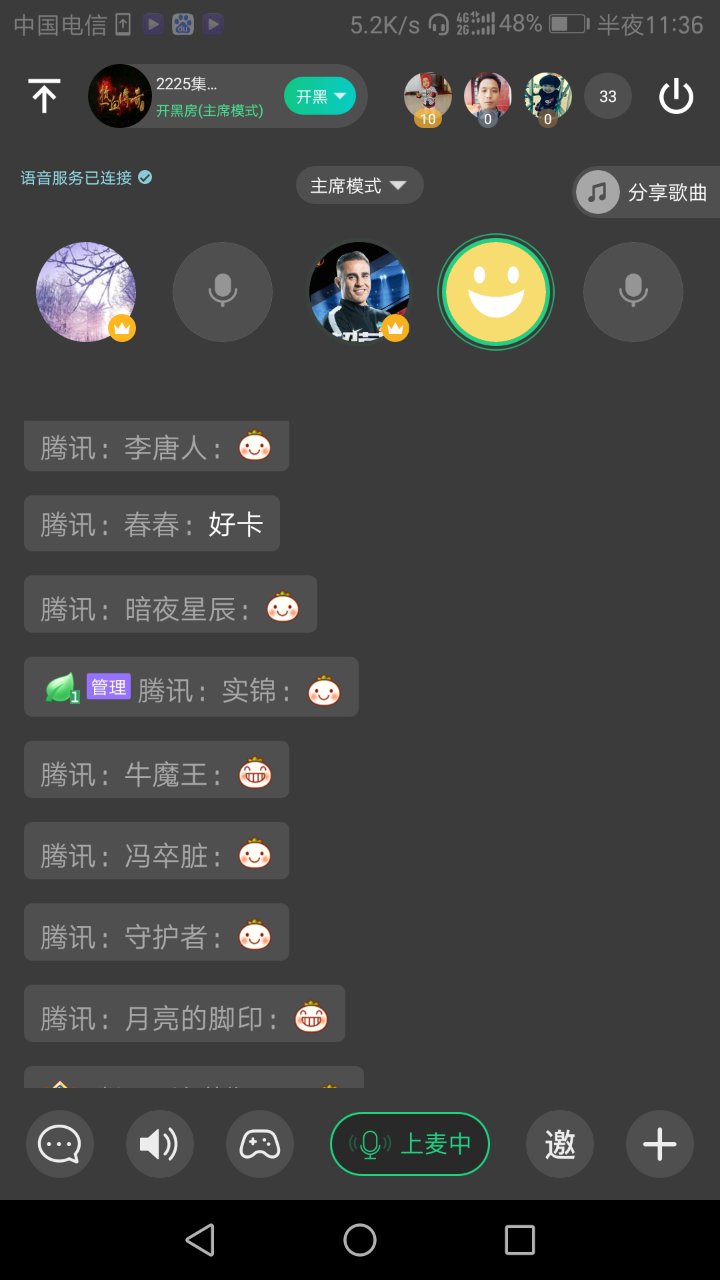 中国电信 5.2K/s 4G 2G 48% 半夜11:36
2225集...
开黑房(主席模式)
开黑
10 0 0 33
语音服务已连接
主席模式
分享歌曲
腾讯：李唐人：
腾讯：春春：好卡
腾讯：暗夜星辰：
1 管理 腾讯：实锦：
腾讯：牛魔王：
腾讯：冯卒脏：
腾讯：守护者：
腾讯：月亮的脚印：
上麦中 邀